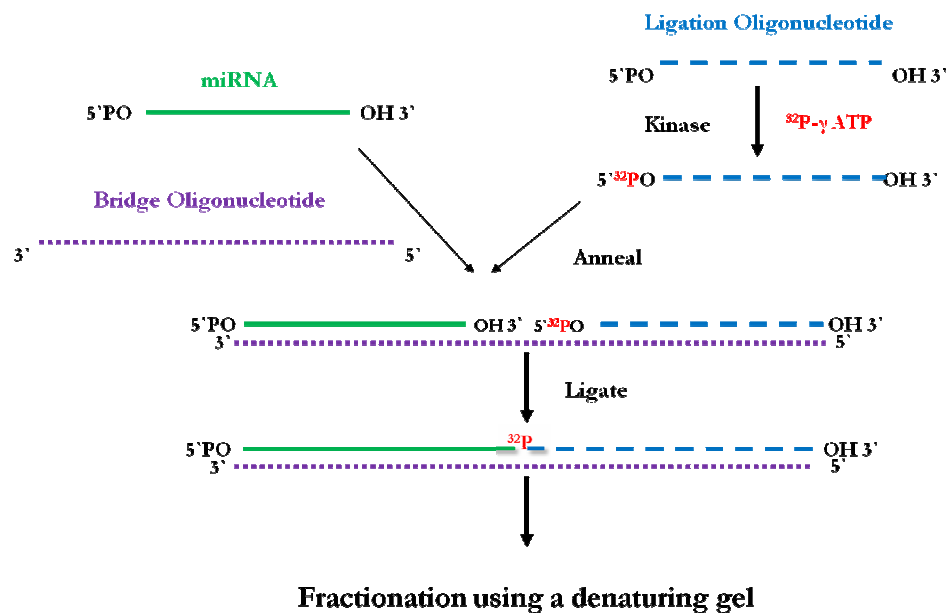 Ligation Oligonucleotide
5`PO OH 3`
miRNA
5`PO OH 3`
Kinase ³²P-γ ATP
5`³²PO OH 3`
Bridge Oligonucleotide
3` 5`
Anneal
5`PO OH 3` 5`³²PO OH 3`
3` 5`
Ligate
³²P
5`PO OH 3`
3` 5`
Fractionation using a denaturing gel